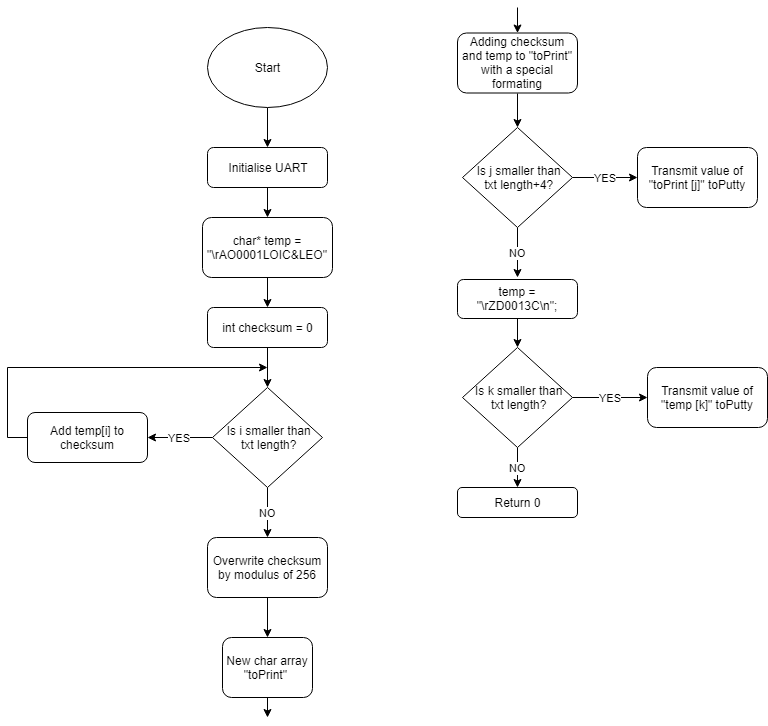 Start
Initialise UART
char* temp =
"\rAO0001LOIC&LEO"
int checksum = 0
Is i smaller than
txt length?
YES
Add temp[i] to
checksum
NO
Overwrite checksum
by modulus of 256
New char array
"toPrint"
Adding checksum
and temp to "toPrint"
with a special
formating
Is j smaller than
txt length+4?
YES
Transmit value of
"toPrint [j]" toPutty
NO
temp =
"\rZD0013C\n";
Is k smaller than
txt length?
YES
Transmit value of
"temp [k]" toPutty
NO
Return 0